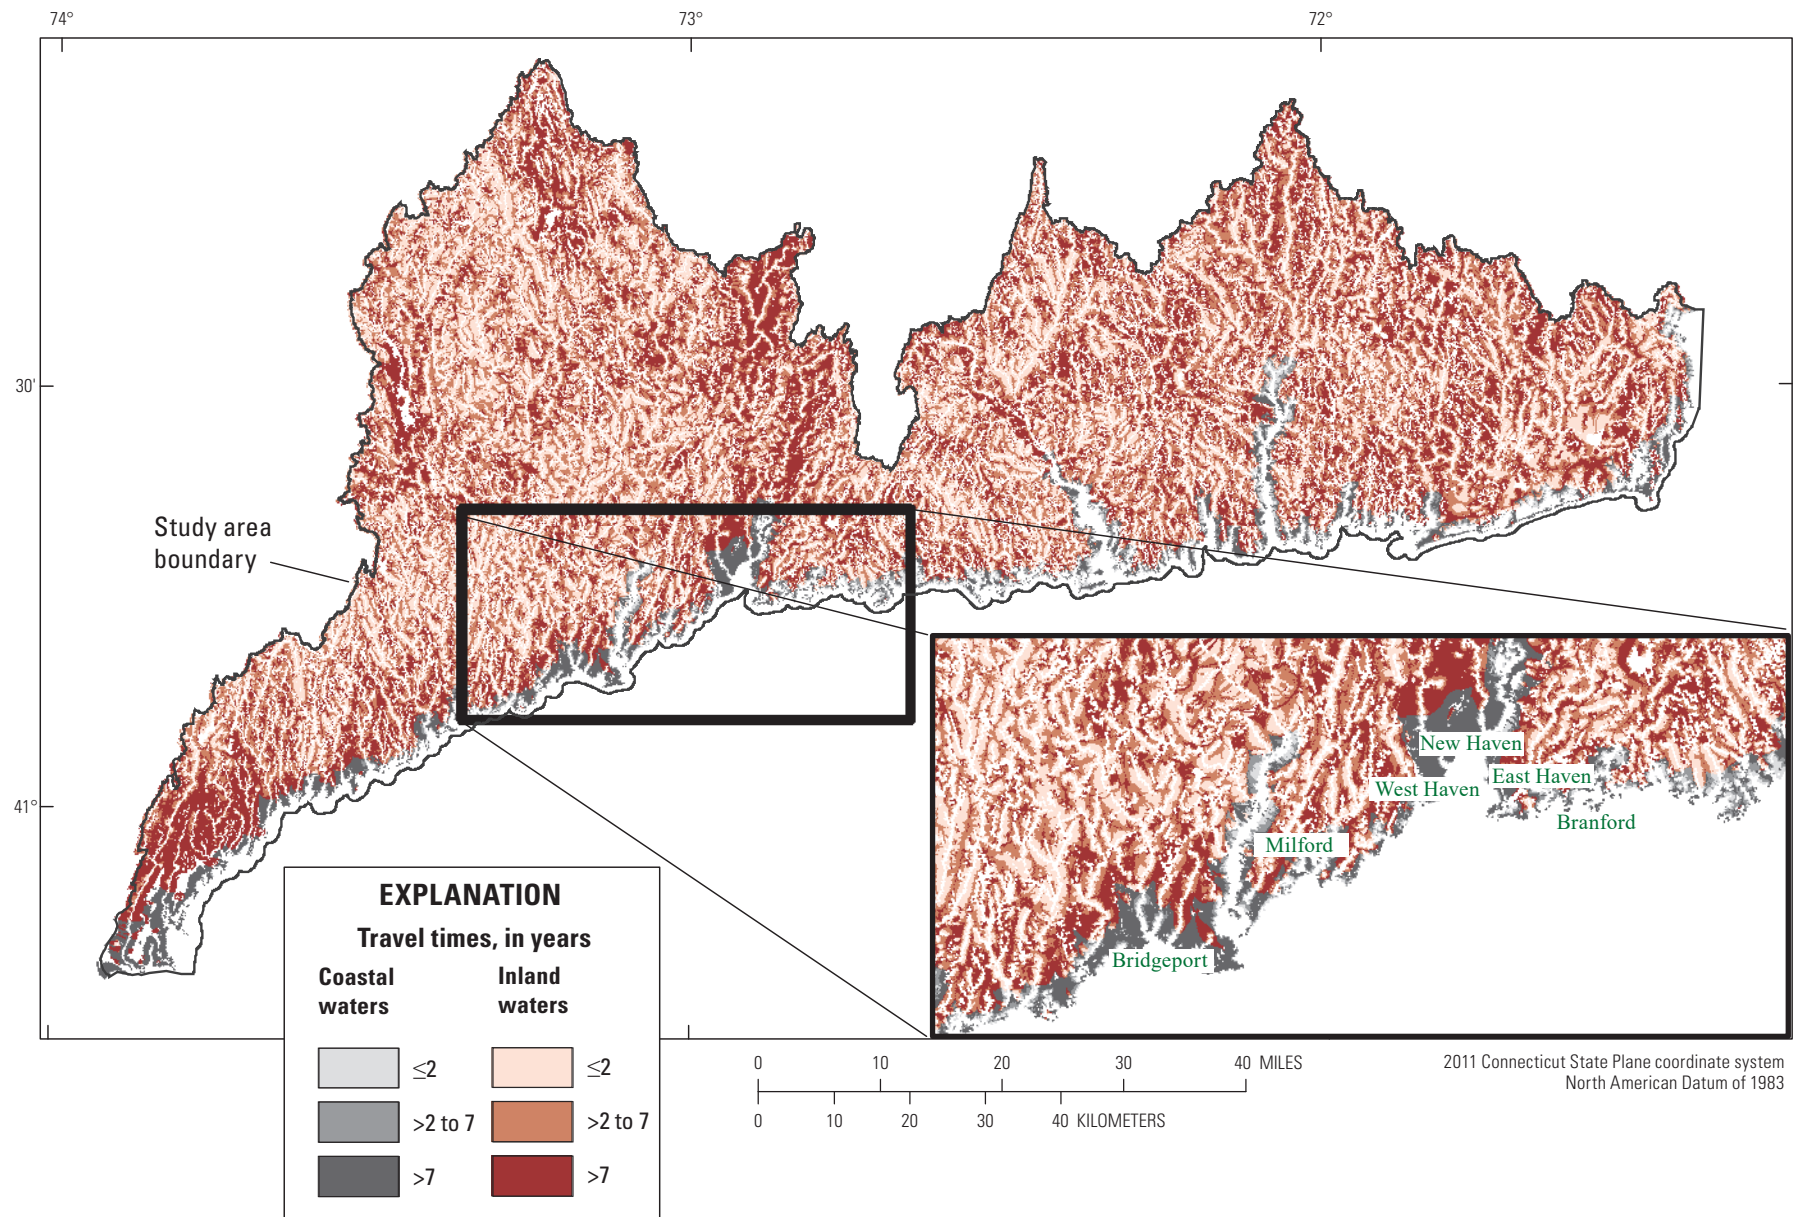 74°
73°
72°
30'
41°
Study area
boundary
New Haven
East Haven
West Haven
Branford
Milford
Bridgeport
EXPLANATION
Travel times, in years
Coastal
waters
Inland
waters
≤2
≤2
>2 to 7
>2 to 7
>7
>7
0 10 20 30 40 MILES
0 10 20 30 40 KILOMETERS
2011 Connecticut State Plane coordinate system
North American Datum of 1983